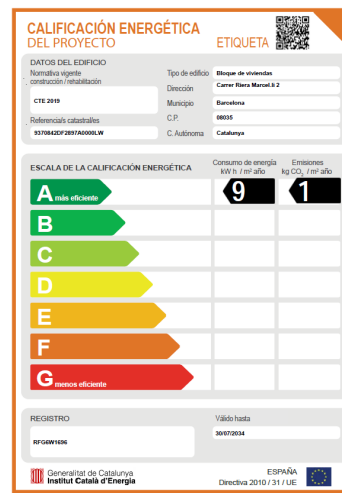 CALIFICACIÓN ENERGÉTICA
DEL PROYECTO
ETIQUETA
DATOS DEL EDIFICIO
Normativa vigente
construcción / rehabilitación
CTE 2019
Referencia/s catastral/es
9370842DF2897A0000LW
Tipo de edificio Bloque de viviendas
Dirección Carrer Riera Marcel.lí 2
Municipio Barcelona
C.P. 08035
C. Autónoma Catalunya
ESCALA DE LA CALIFICACIÓN ENERGÉTICA
Consumo de energía
kW h / m² año
Emisiones
kg CO₂ / m² año
A más eficiente 9 1
B
C
D
E
F
G menos eficiente
REGISTRO
RFG6W1696
Válido hasta
30/07/2034
Generalitat de Catalunya
Institut Català d'Energia
ESPAÑA
Directiva 2010 / 31 / UE